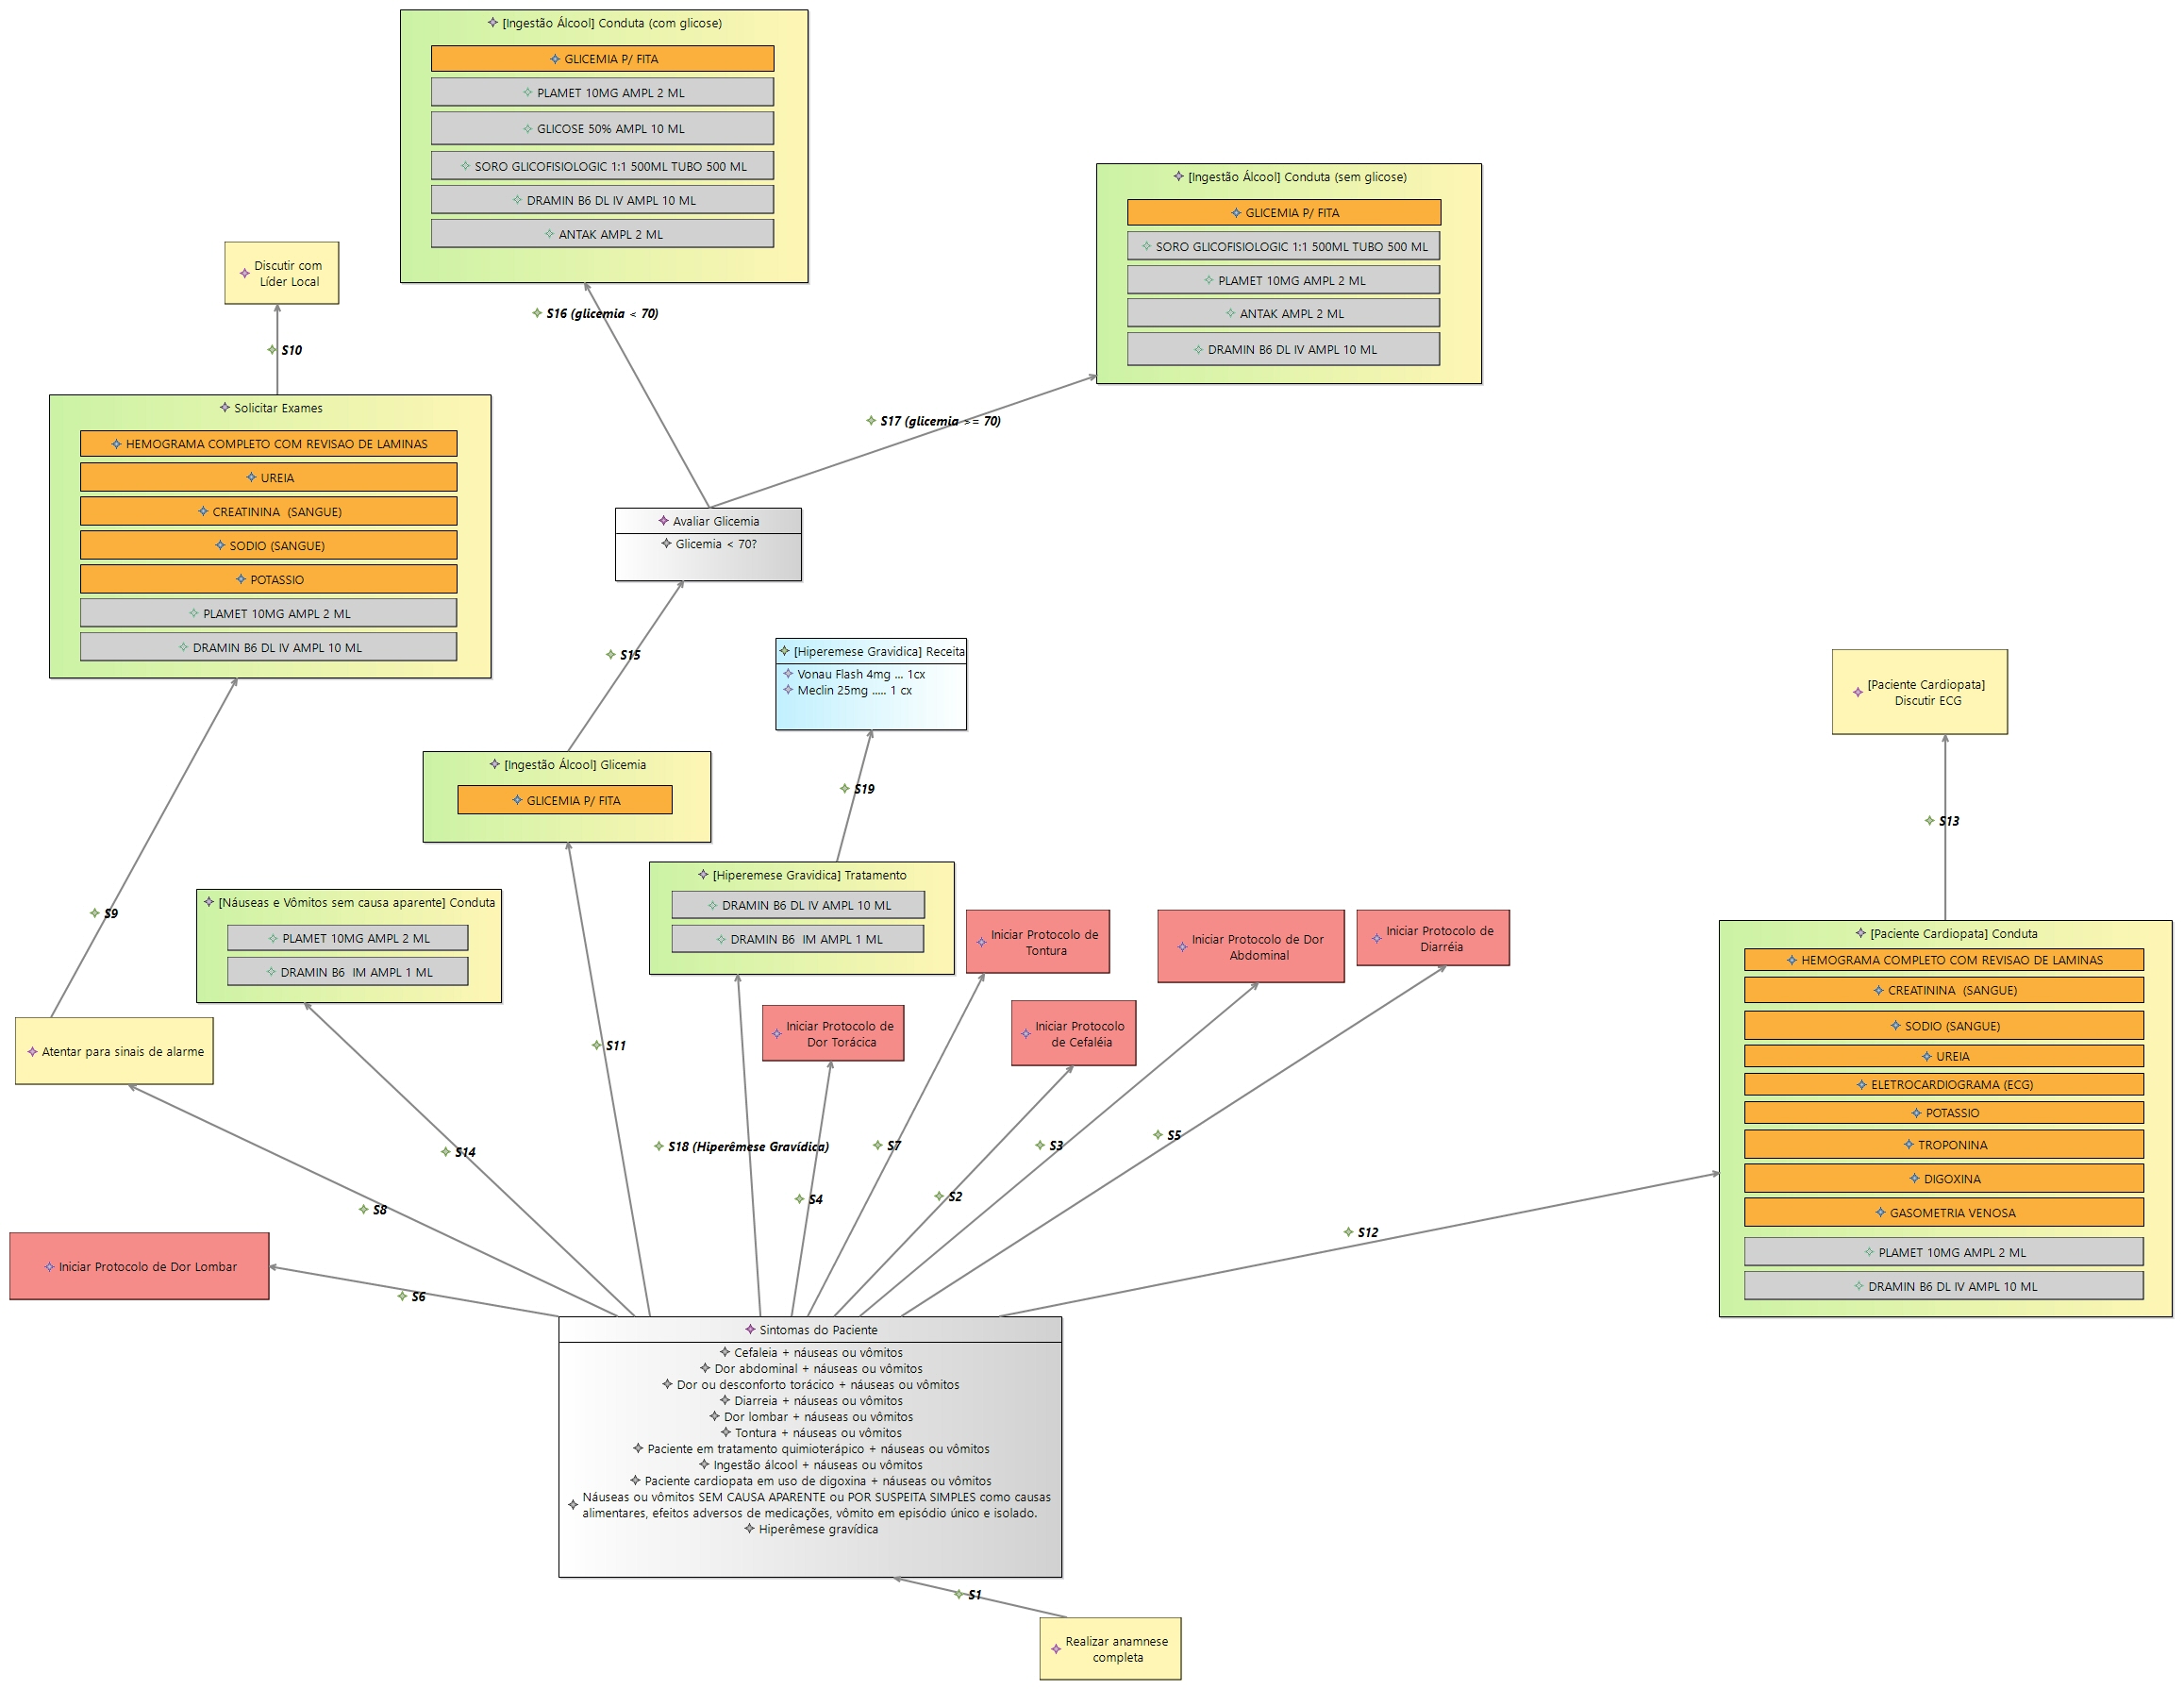 [Ingestão Álcool] Conduta (com glicose)
GLICEMIA P/ FITA
PLAMET 10MG AMPL 2 ML
GLICOSE 50% AMPL 10 ML
SORO GLICOFISIOLOGIC 1:1 500ML TUBO 500 ML
DRAMIN B6 DL IV AMPL 10 ML
ANTAK AMPL 2 ML
[Ingestão Álcool] Conduta (sem glicose)
GLICEMIA P/ FITA
SORO GLICOFISIOLOGIC 1:1 500ML TUBO 500 ML
PLAMET 10MG AMPL 2 ML
ANTAK AMPL 2 ML
DRAMIN B6 DL IV AMPL 10 ML
Discutir com
Líder Local
S16 (glicemia < 70)
S10
S17 (glicemia >= 70)
Solicitar Exames
HEMOGRAMA COMPLETO COM REVISAO DE LAMINAS
UREIA
CREATININA  (SANGUE)
SODIO (SANGUE)
POTASSIO
PLAMET 10MG AMPL 2 ML
DRAMIN B6 DL IV AMPL 10 ML
Avaliar Glicemia
Glicemia < 70?
S15
[Hiperemese Gravidica] Receita
Vonau Flash 4mg ... 1cx
Meclin 25mg ..... 1 cx
[Paciente Cardiopata]
Discutir ECG
[Ingestão Álcool] Glicemia
GLICEMIA P/ FITA
S19
S13
[Hiperemese Gravidica] Tratamento
DRAMIN B6 DL IV AMPL 10 ML
DRAMIN B6  IM AMPL 1 ML
S9
[Náuseas e Vômitos sem causa aparente] Conduta
PLAMET 10MG AMPL 2 ML
DRAMIN B6  IM AMPL 1 ML
Iniciar Protocolo de
Tontura
Iniciar Protocolo de Dor
Abdominal
Iniciar Protocolo de
Diarréia
[Paciente Cardiopata] Conduta
HEMOGRAMA COMPLETO COM REVISAO DE LAMINAS
CREATININA  (SANGUE)
SODIO (SANGUE)
UREIA
ELETROCARDIOGRAMA (ECG)
POTASSIO
TROPONINA
DIGOXINA
GASOMETRIA VENOSA
PLAMET 10MG AMPL 2 ML
DRAMIN B6 DL IV AMPL 10 ML
Atentar para sinais de alarme
Iniciar Protocolo de
Dor Torácica
Iniciar Protocolo
de Cefaléia
S11
S14
S18 (Hiperêmese Gravídica)
S7
S3
S5
S8
S4
S2
S12
Iniciar Protocolo de Dor Lombar
S6
Sintomas do Paciente
Cefaleia + náuseas ou vômitos
Dor abdominal + náuseas ou vômitos
Dor ou desconforto torácico + náuseas ou vômitos
Diarreia + náuseas ou vômitos
Dor lombar + náuseas ou vômitos
Tontura + náuseas ou vômitos
Paciente em tratamento quimioterápico + náuseas ou vômitos
Ingestão álcool + náuseas ou vômitos
Paciente cardiopata em uso de digoxina + náuseas ou vômitos
Náuseas ou vômitos SEM CAUSA APARENTE ou POR SUSPEITA SIMPLES como causas
alimentares, efeitos adversos de medicações, vômito em episódio único e isolado.
Hiperêmese gravídica
S1
Realizar anamnese
completa